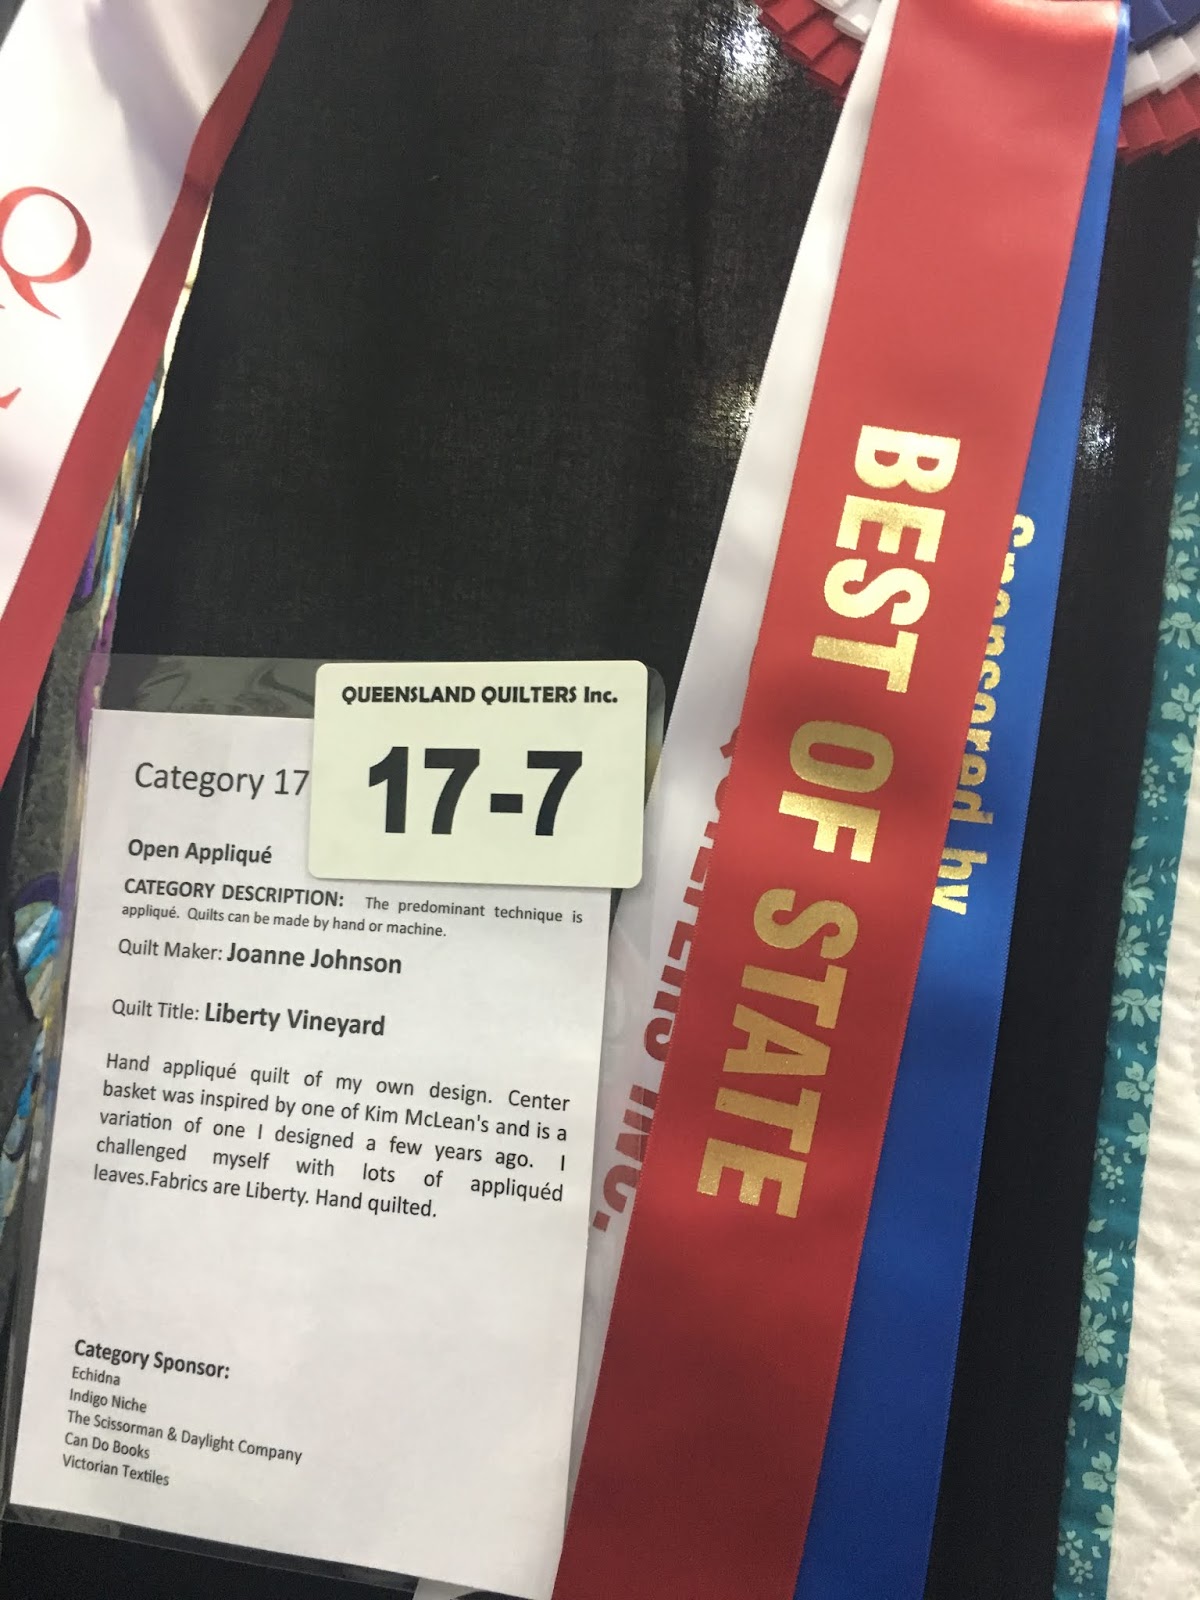 Q
L
BEST OF STATE
Sponsored by
QUILTERS INC.
QUEENSLAND QUILTERS Inc.
17-7
Category 17
Open Appliqué
CATEGORY DESCRIPTION: The predominant technique is
appliqué. Quilts can be made by hand or machine.
Quilt Maker: Joanne Johnson
Quilt Title: Liberty Vineyard
Hand appliqué quilt of my own design. Center
basket was inspired by one of Kim McLean's and is a
variation of one I designed a few years ago. I
challenged myself with lots of appliquéd
leaves.Fabrics are Liberty. Hand quilted.
Category Sponsor:
Echidna
Indigo Niche
The Scissorman & Daylight Company
Can Do Books
Victorian Textiles